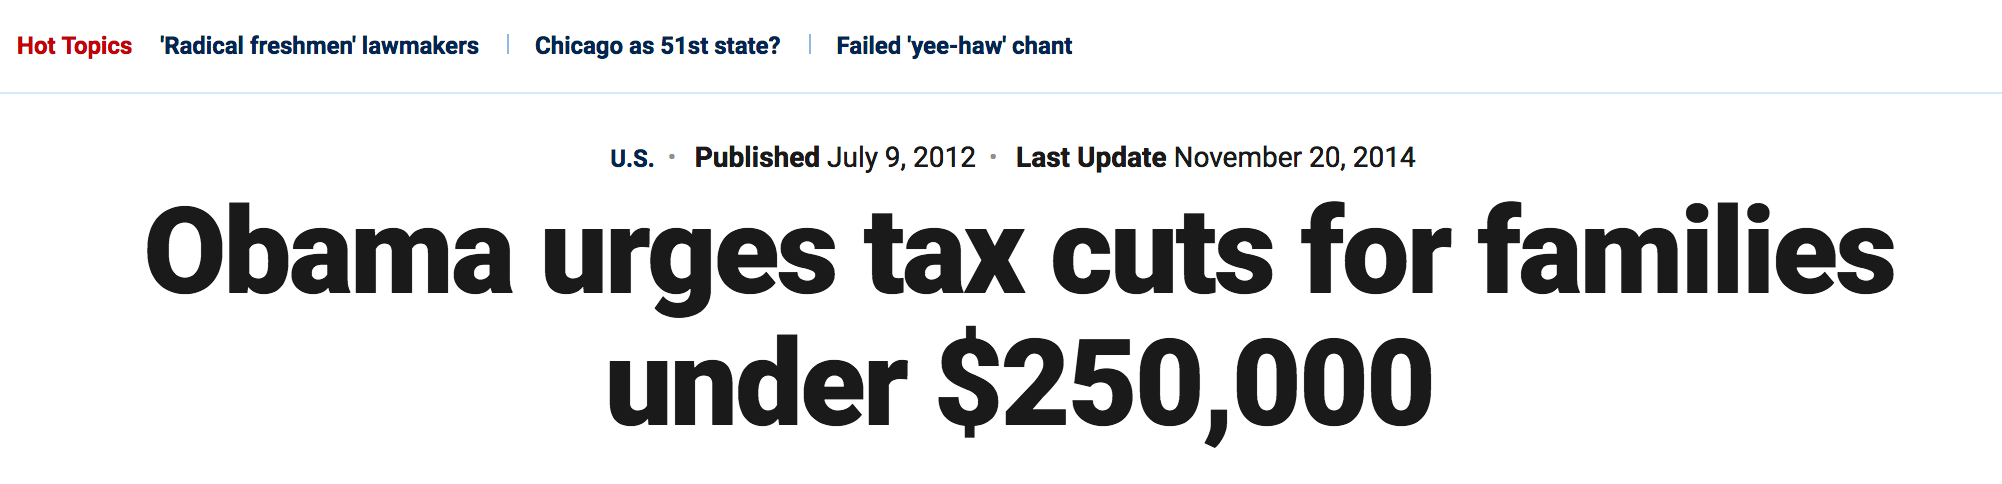 Hot Topics 'Radical freshmen' lawmakers | Chicago as 51st state? | Failed 'yee-haw' chant
U.S. · Published July 9, 2012 · Last Update November 20, 2014
Obama urges tax cuts for families
under $250,000